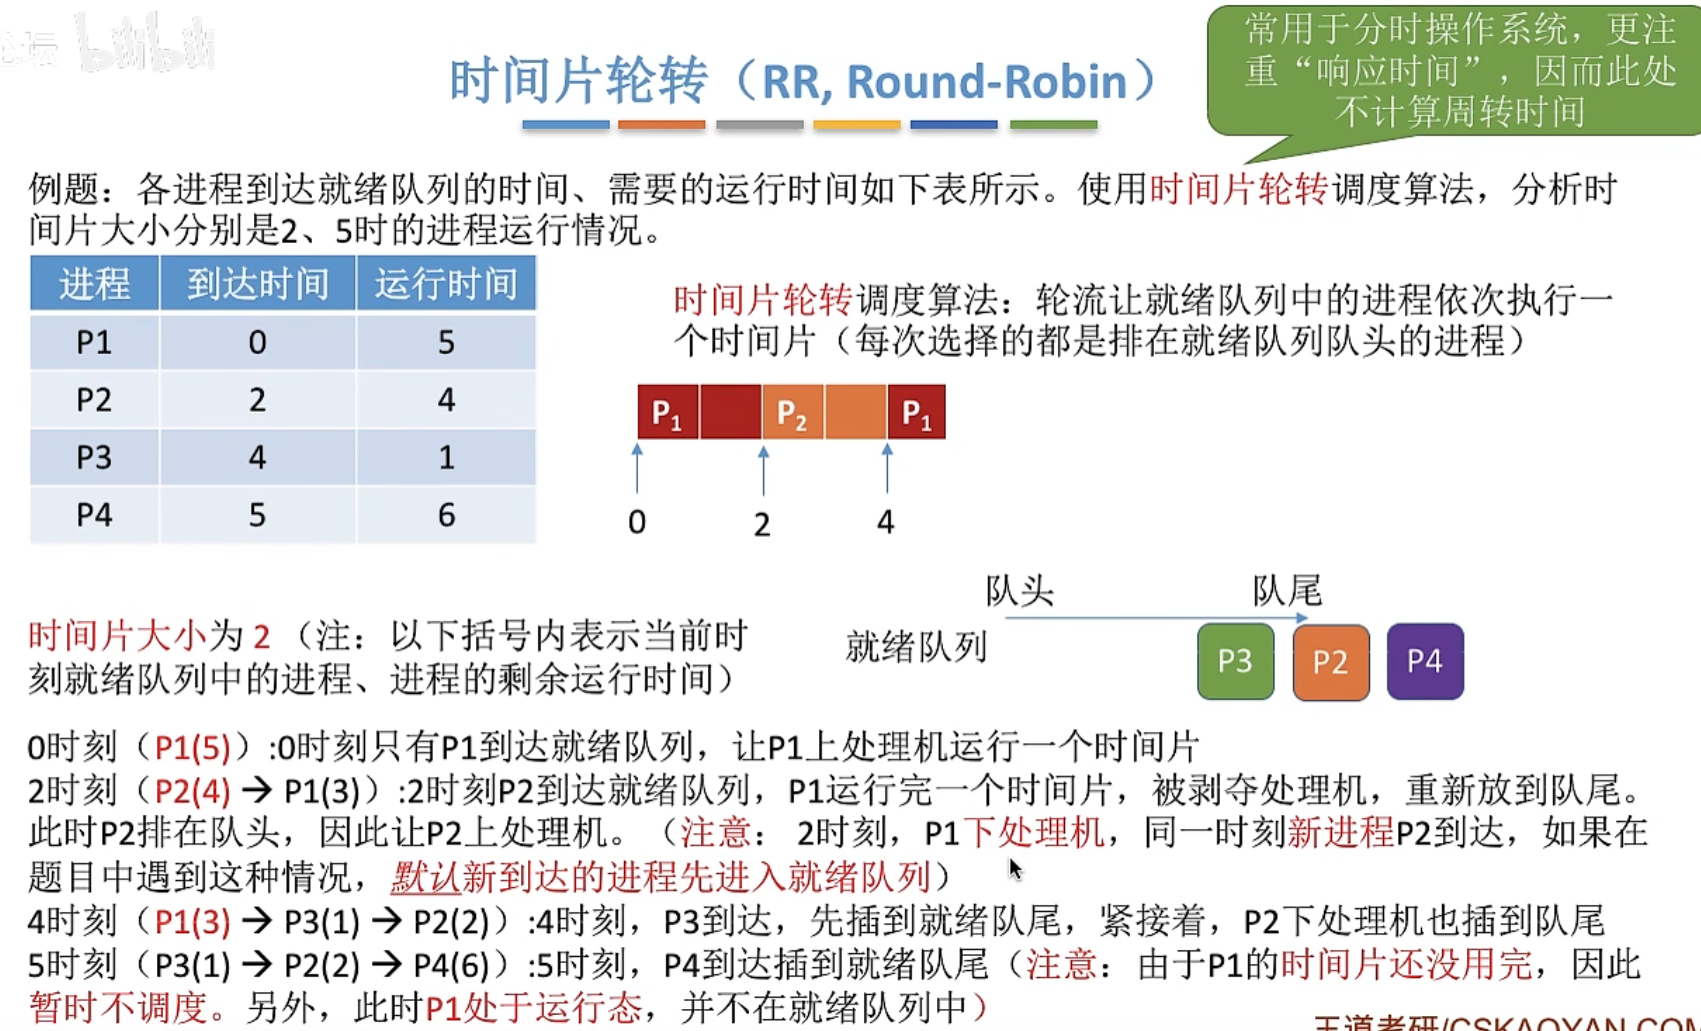 坛 bilibili
常用于分时操作系统，更注
重“响应时间”，因而此处
不计算周转时间
时间片轮转（RR, Round-Robin）
例题：各进程到达就绪队列的时间、需要的运行时间如下表所示。使用时间片轮转调度算法，分析时
间片大小分别是2、5时的进程运行情况。
进程 到达时间 运行时间
P1 0 5
P2 2 4
P3 4 1
P4 5 6
时间片轮转调度算法：轮流让就绪队列中的进程依次执行一
个时间片（每次选择的都是排在就绪队列队头的进程）
P1 P2 P1
0 2 4
队头 队尾
就绪队列
P3 P2 P4
时间片大小为 2（注：以下括号内表示当前时
刻就绪队列中的进程、进程的剩余运行时间）
0时刻（P1(5)）:0时刻只有P1到达就绪队列，让P1上处理机运行一个时间片
2时刻（P2(4) → P1(3)）:2时刻P2到达就绪队列，P1运行完一个时间片，被剥夺处理机，重新放到队尾。
此时P2排在队头，因此让P2上处理机。（注意： 2时刻，P1下处理机，同一时刻新进程P2到达，如果在
题目中遇到这种情况，默认新到达的进程先进入就绪队列）
4时刻（P1(3) → P3(1) → P2(2)）:4时刻，P3到达，先插到就绪队尾，紧接着，P2下处理机也插到队尾
5时刻（P3(1) → P2(2) → P4(6)）:5时刻，P4到达插到就绪队尾（注意：由于P1的时间片还没用完，因此
暂时不调度。另外，此时P1处于运行态，并不在就绪队列中）
王道考研/CSKAOYAN.COM